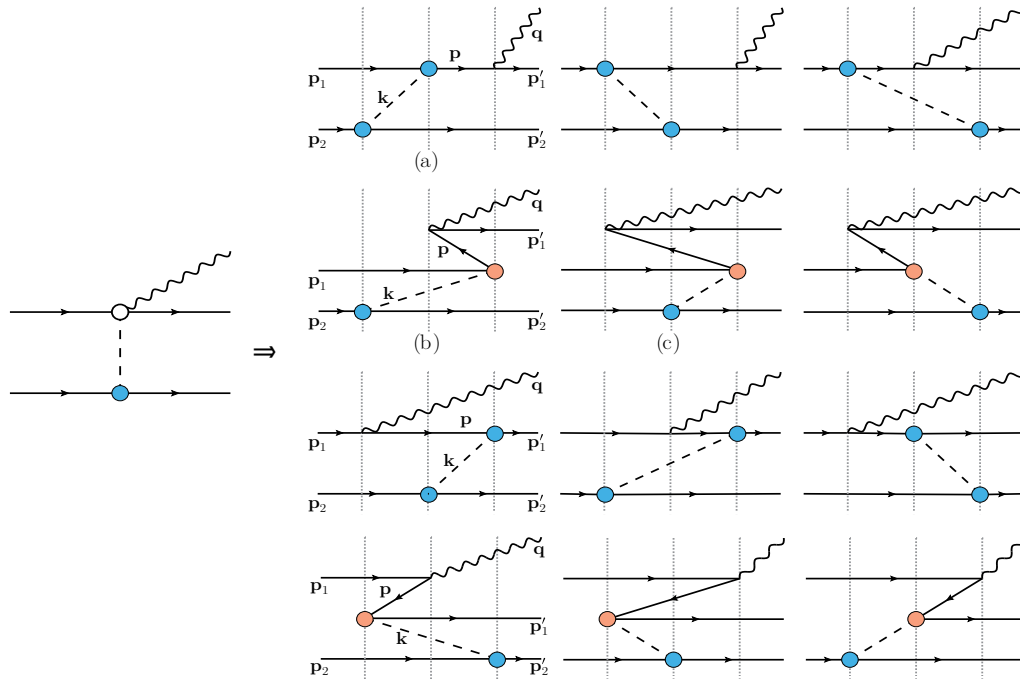 p
q
p₁
k
p′₁
p₂
p′₂
(a)
q
p
p′₁
p₁
k
p₂
p′₂
(b)
(c)
⇛
q
p₁
p
p′₁
k
p₂
p′₂
q
p₁
p
k
p′₁
p₂
p′₂